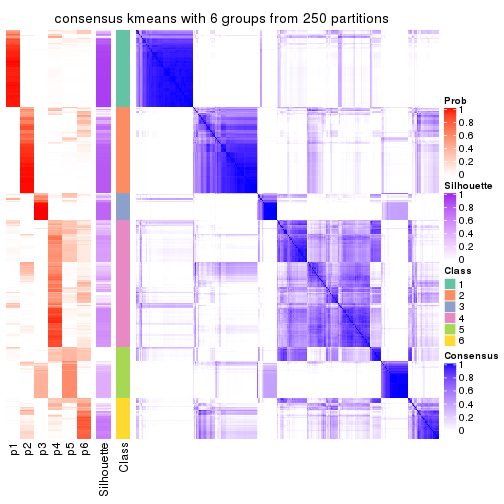 consensus kmeans with 6 groups from 250 partitions
Prob
1
0.8
0.6
0.4
0.2
0
Silhouette
1
0.8
0.6
0.4
0.2
0
Class
1
2
3
4
5
6
Consensus
1
0.8
0.6
0.4
0.2
0
p1
p2
p3
p4
p5
p6
Silhouette
Class